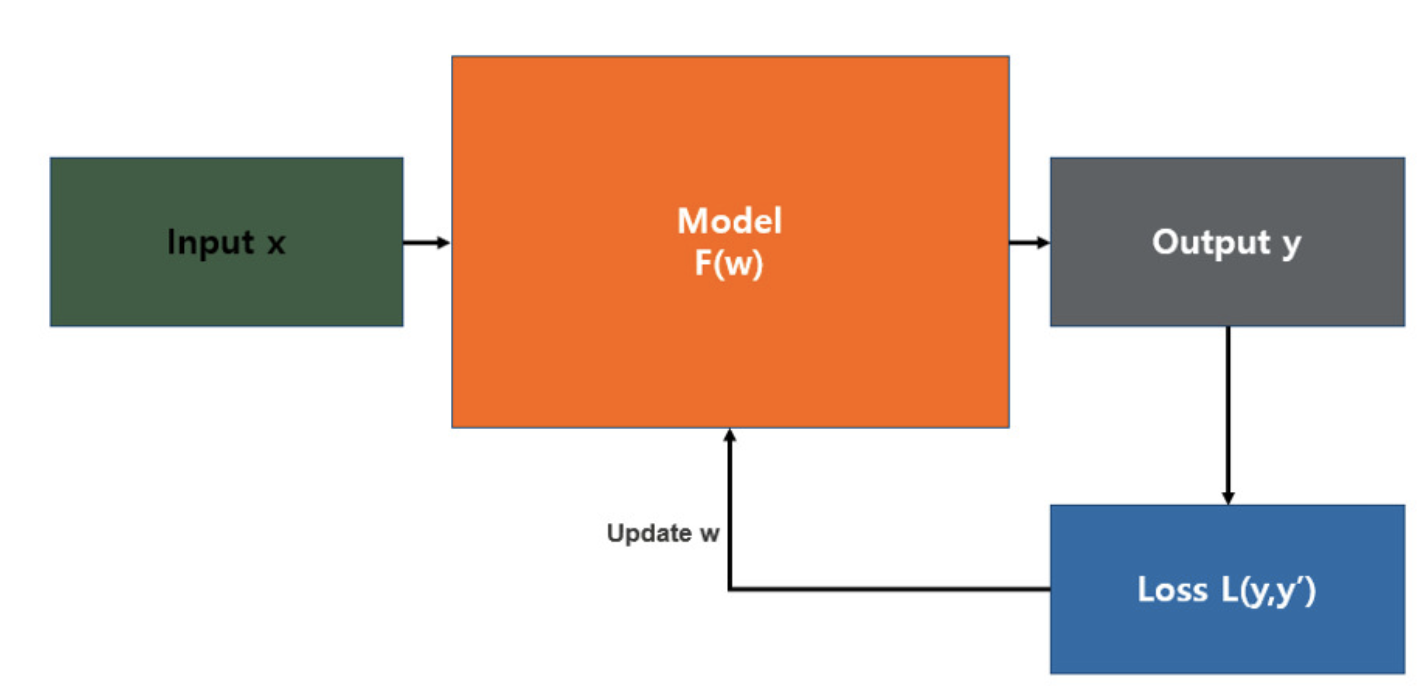 Input x
Model
F(w)
Output y
Update w
Loss L(y,y’)